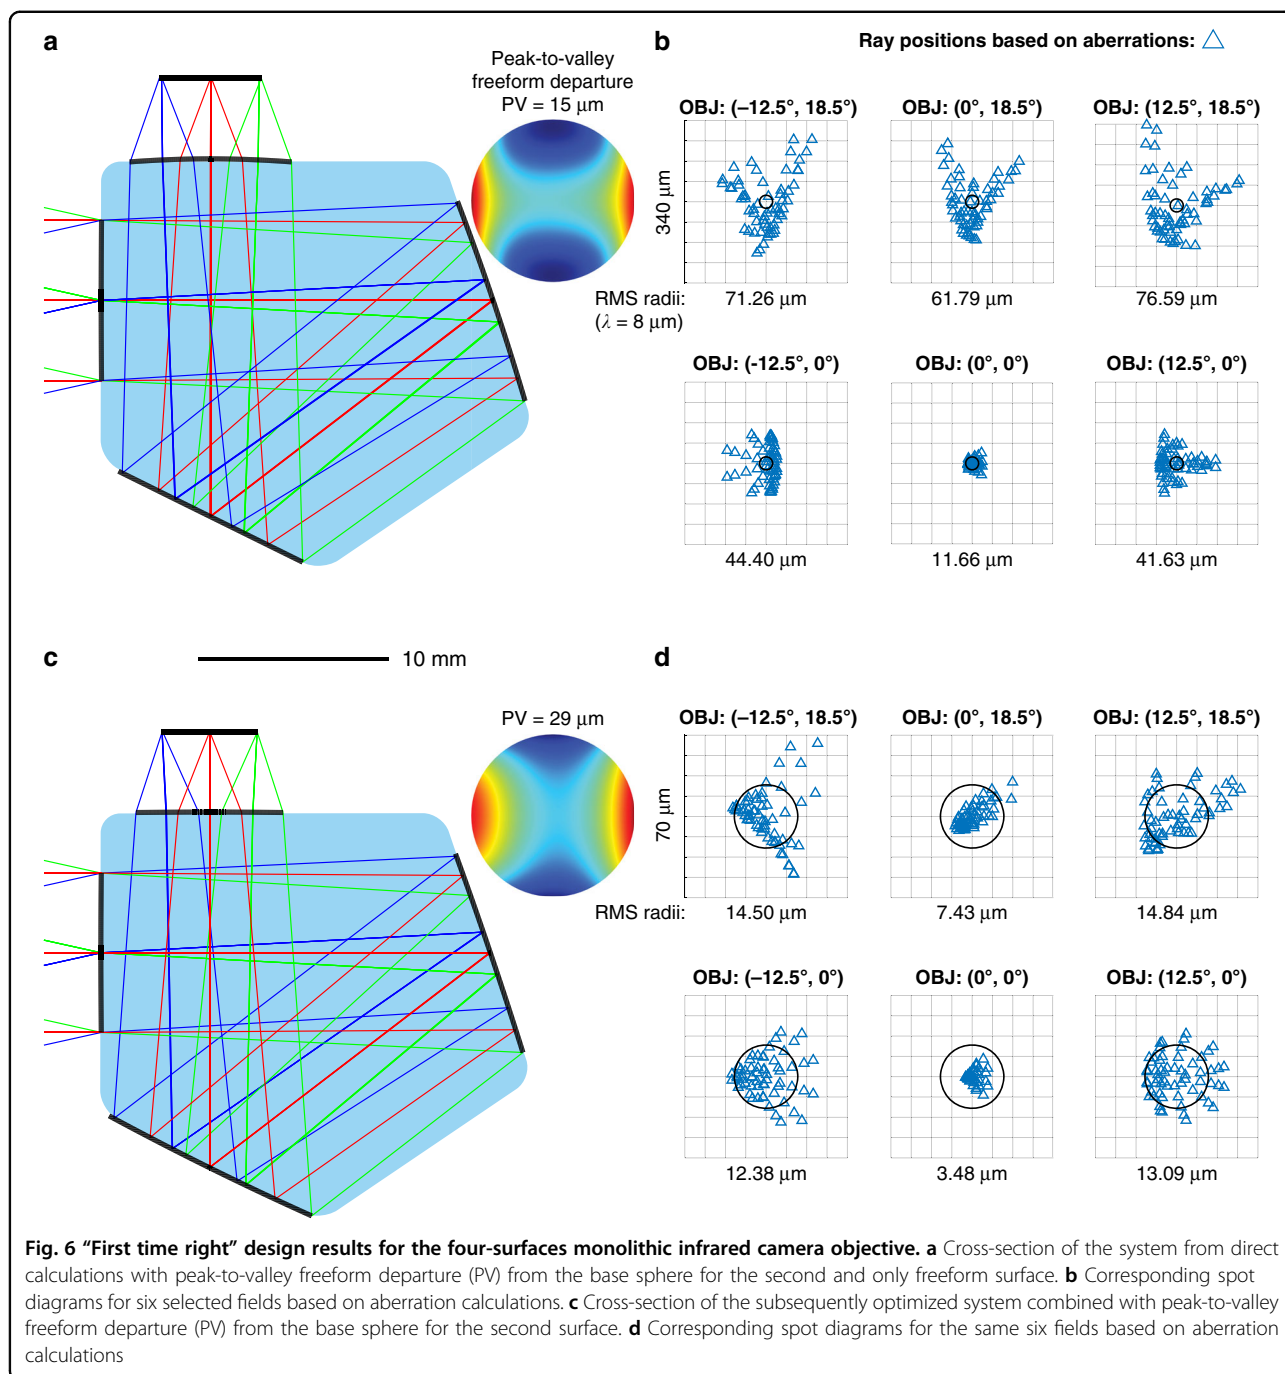 a
Peak-to-valley
freeform departure
PV = 15 μm
b
Ray positions based on aberrations:
OBJ: (–12.5°, 18.5°)
OBJ: (0°, 18.5°)
OBJ: (12.5°, 18.5°)
340 μm
RMS radii:
(λ = 8 μm)
71.26 μm
61.79 μm
76.59 μm
OBJ: (-12.5°, 0°)
OBJ: (0°, 0°)
OBJ: (12.5°, 0°)
44.40 μm
11.66 μm
41.63 μm
c
10 mm
PV = 29 μm
d
OBJ: (–12.5°, 18.5°)
OBJ: (0°, 18.5°)
OBJ: (12.5°, 18.5°)
70 μm
RMS radii:
14.50 μm
7.43 μm
14.84 μm
OBJ: (–12.5°, 0°)
OBJ: (0°, 0°)
OBJ: (12.5°, 0°)
12.38 μm
3.48 μm
13.09 μm
Fig. 6 “First time right” design results for the four-surfaces monolithic infrared camera objective. a Cross-section of the system from direct
calculations with peak-to-valley freeform departure (PV) from the base sphere for the second and only freeform surface. b Corresponding spot
diagrams for six selected fields based on aberration calculations. c Cross-section of the subsequently optimized system combined with peak-to-valley
freeform departure (PV) from the base sphere for the second surface. d Corresponding spot diagrams for the same six fields based on aberration
calculations